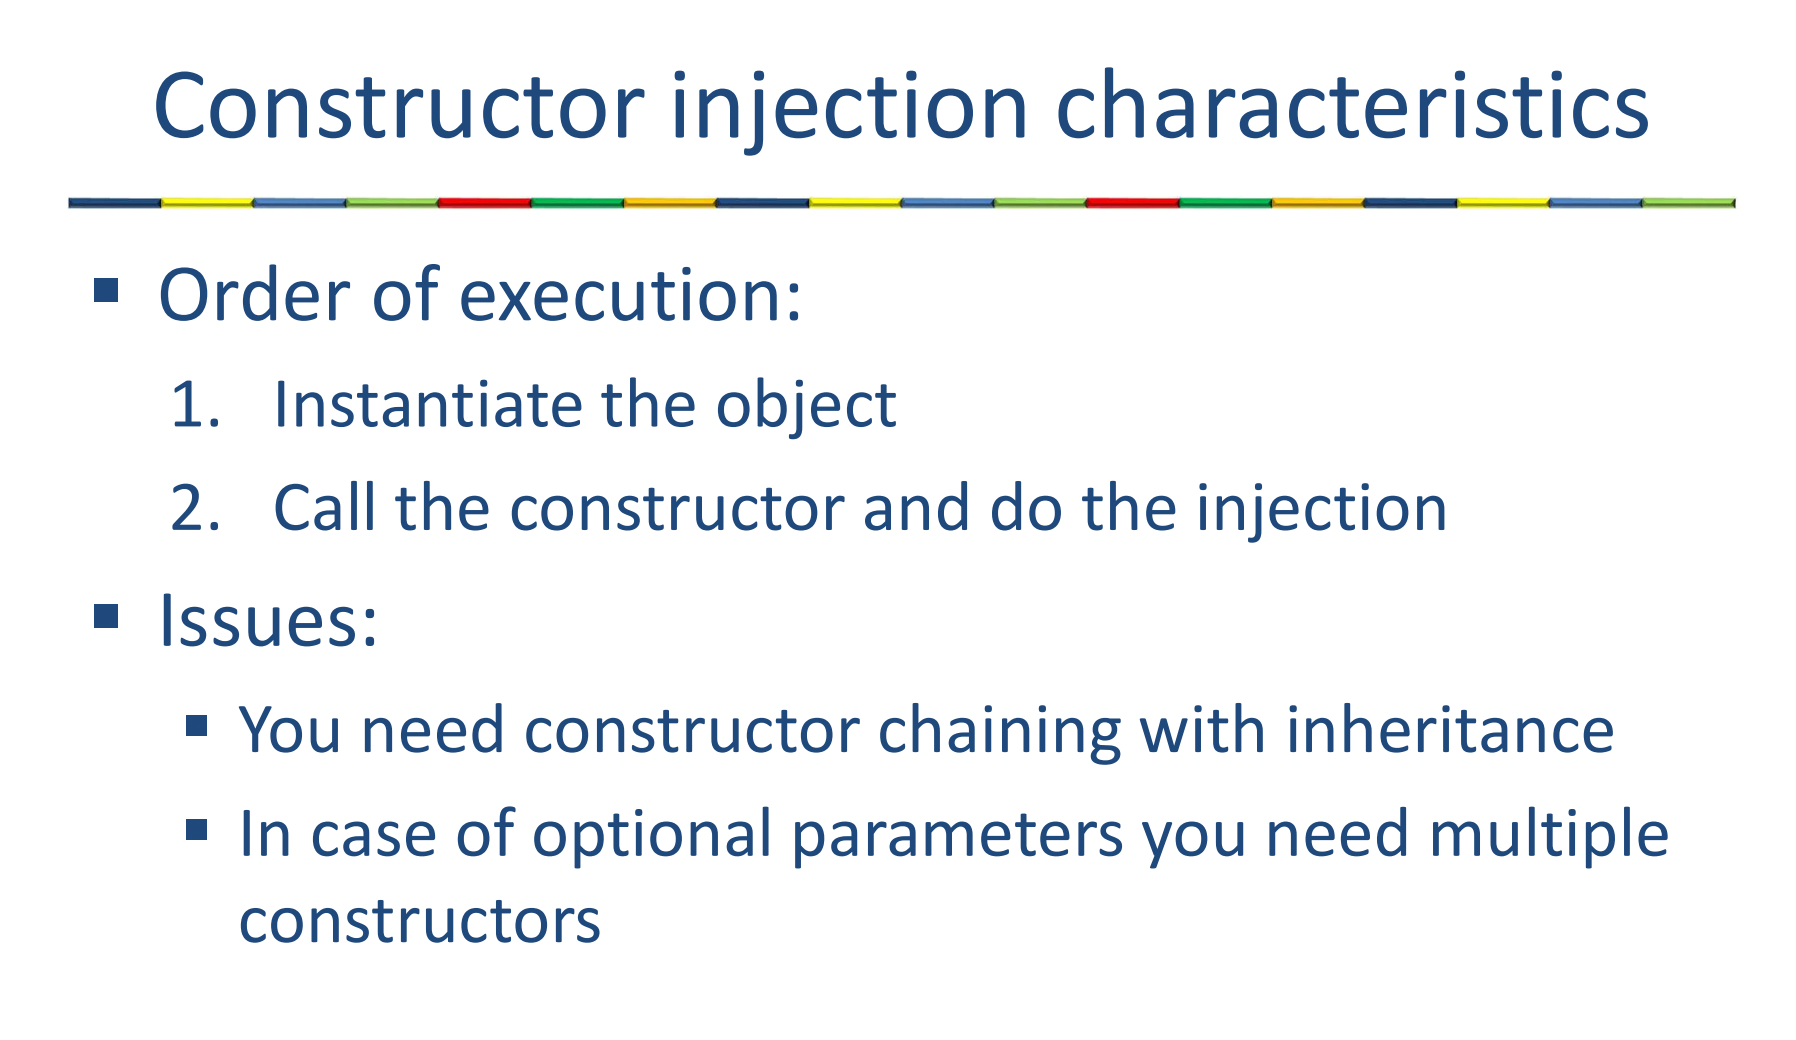 Constructor injection characteristics
▪ Order of execution:
1. Instantiate the object
2. Call the constructor and do the injection
▪ Issues:
▪ You need constructor chaining with inheritance
▪ In case of optional parameters you need multiple
constructors